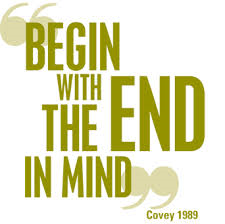 “BEGIN
WITH
THE END
IN MIND”
Covey 1989